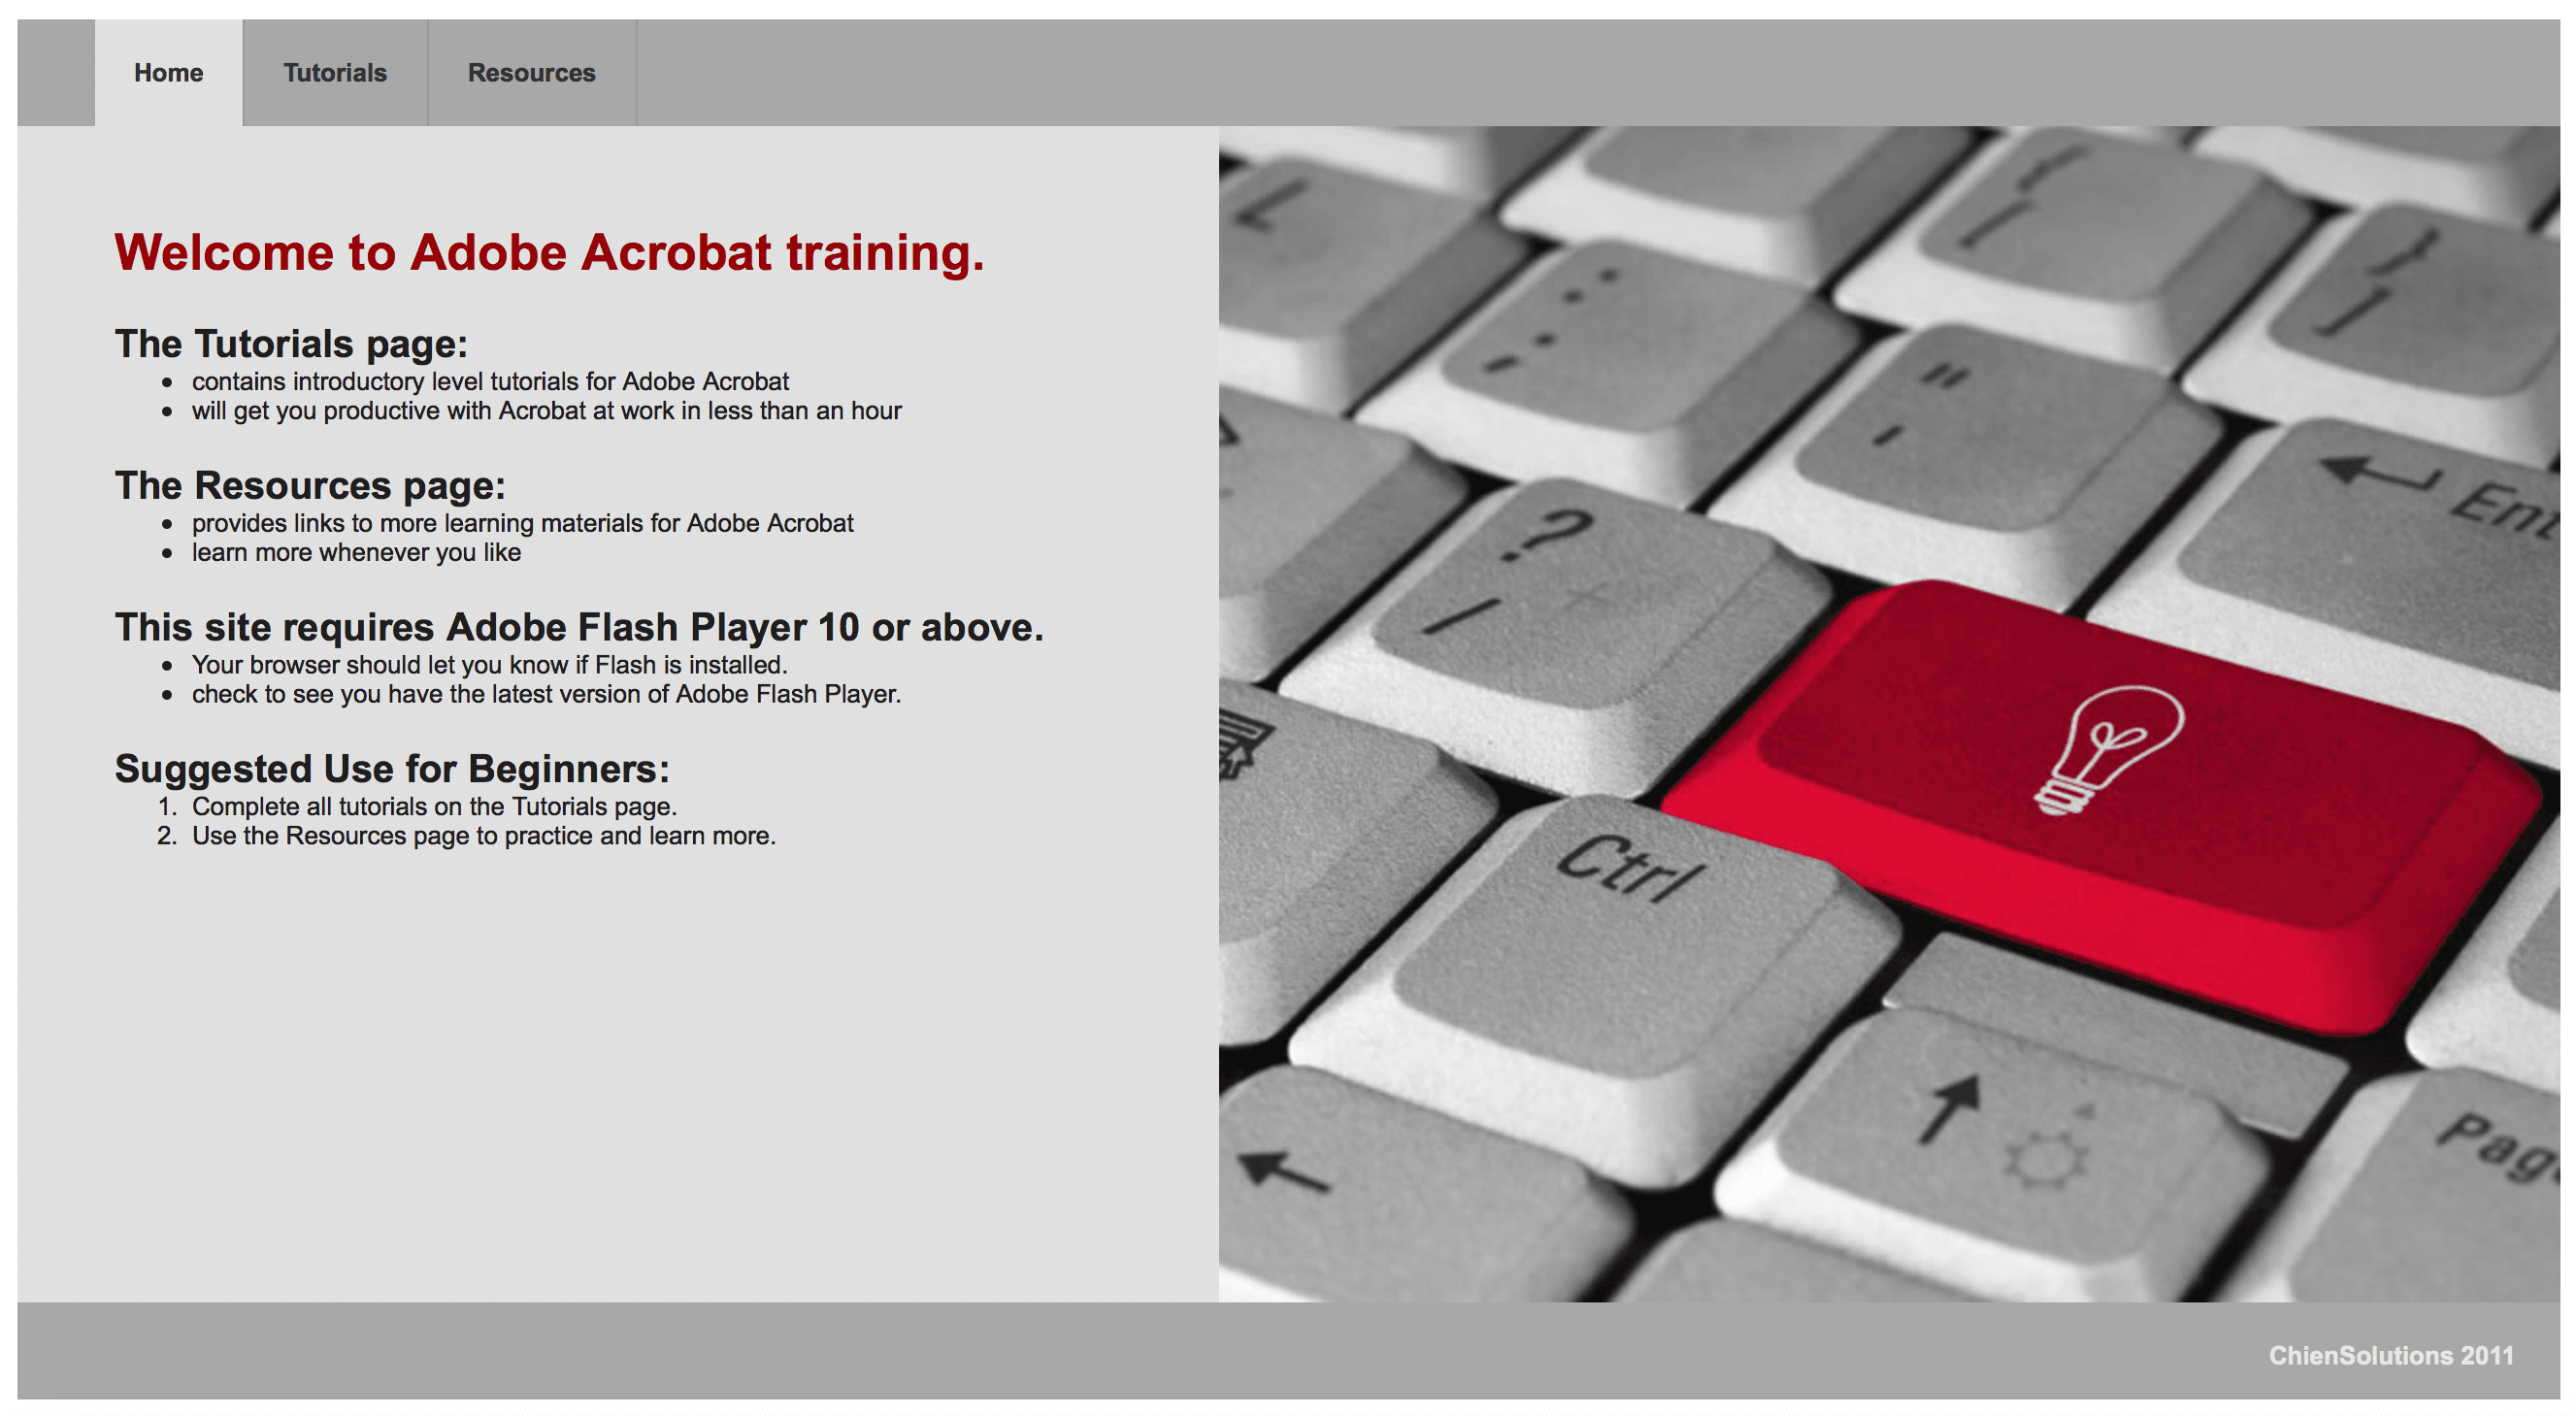 Home
Tutorials
Resources
Welcome to Adobe Acrobat training.
The Tutorials page:
contains introductory level tutorials for Adobe Acrobat
will get you productive with Acrobat at work in less than an hour
The Resources page:
provides links to more learning materials for Adobe Acrobat
learn more whenever you like
This site requires Adobe Flash Player 10 or above.
Your browser should let you know if Flash is installed.
check to see you have the latest version of Adobe Flash Player.
Suggested Use for Beginners:
1. Complete all tutorials on the Tutorials page.
2. Use the Resources page to practice and learn more.
L
{
[
}
]
:
;
"
'
?
/
Ent
Ctrl
Page
ChienSolutions 2011